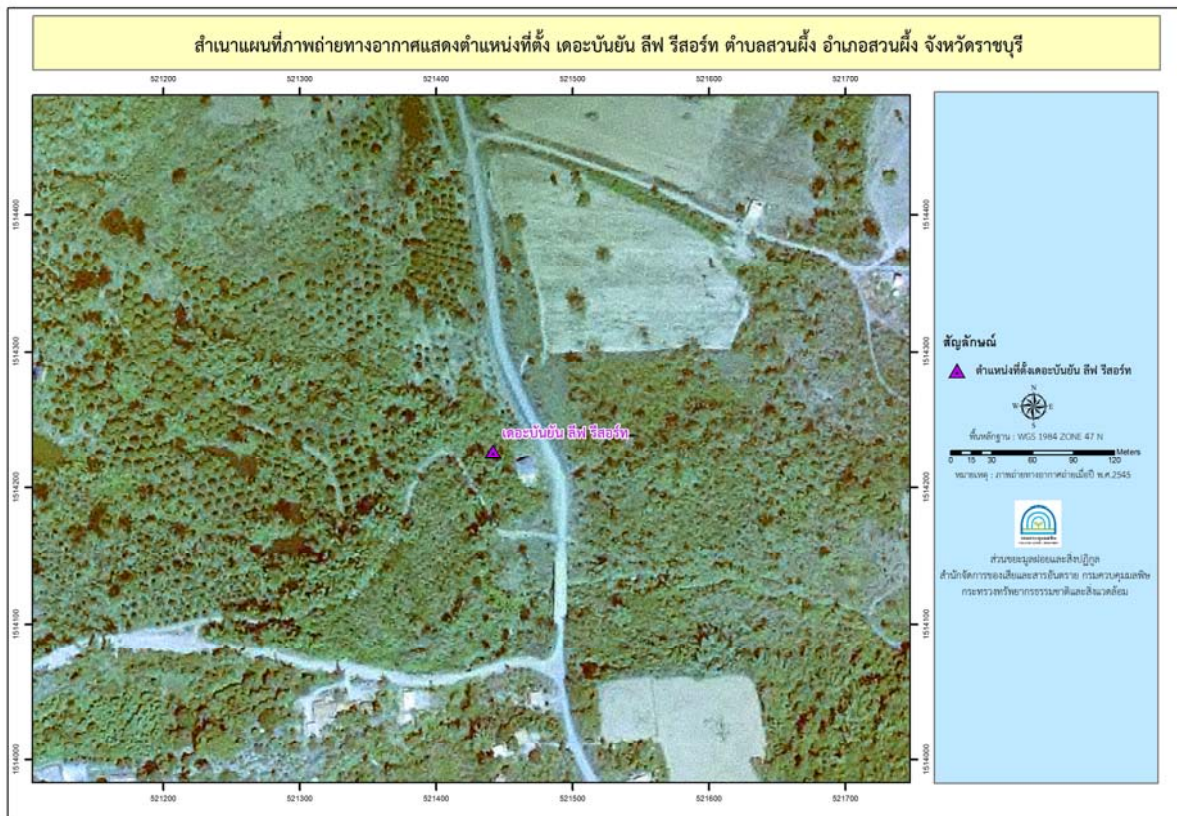 สำเนาแผนที่ภาพถ่ายทางอากาศแสดงตำแหน่งที่ตั้ง เดอะบันยัน ลีฟ รีสอร์ท ตำบลสวนผึ้ง อำเภอสวนผึ้ง จังหวัดราชบุรี
521200 521300 521400 521500 521600 521700
1514400 1514400
1514300 1514300
เดอะบันยัน ลีฟ รีสอร์ท
1514200 1514200
1514100 1514100
1514000 1514000
521200 521300 521400 521500 521600 521700
สัญลักษณ์
ตำแหน่งที่ตั้งเดอะบันยัน ลีฟ รีสอร์ท
N
W E
S
พื้นหลักฐาน : WGS 1984 ZONE 47 N
Meters
0 15 30 60 90 120
หมายเหตุ : ภาพถ่ายทางอากาศถ่ายเมื่อปี พ.ศ.2545
ส่วนขยะมูลฝอยและสิ่งปฏิกูล
สำนักจัดการของเสียและสารอันตราย กรมควบคุมมลพิษ
กระทรวงทรัพยากรธรรมชาติและสิ่งแวดล้อม